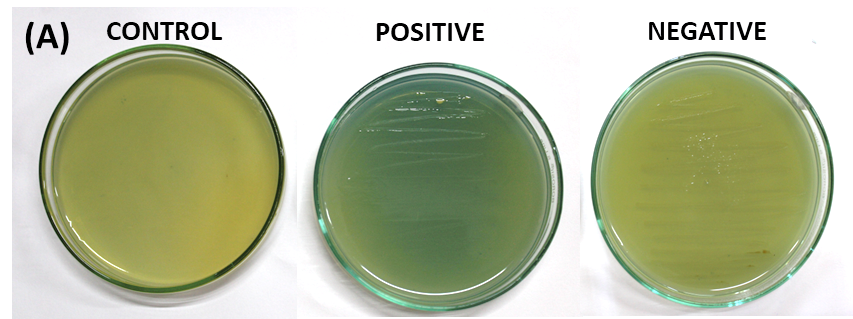 (A) CONTROL POSITIVE NEGATIVE